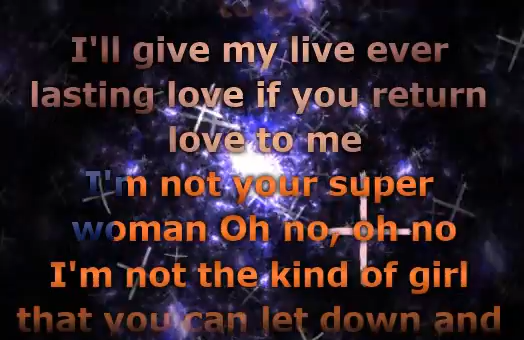 I'll give my live ever
lasting love if you return
love to me
I'm not your super
woman Oh no, oh no
I'm not the kind of girl
that you can let down and